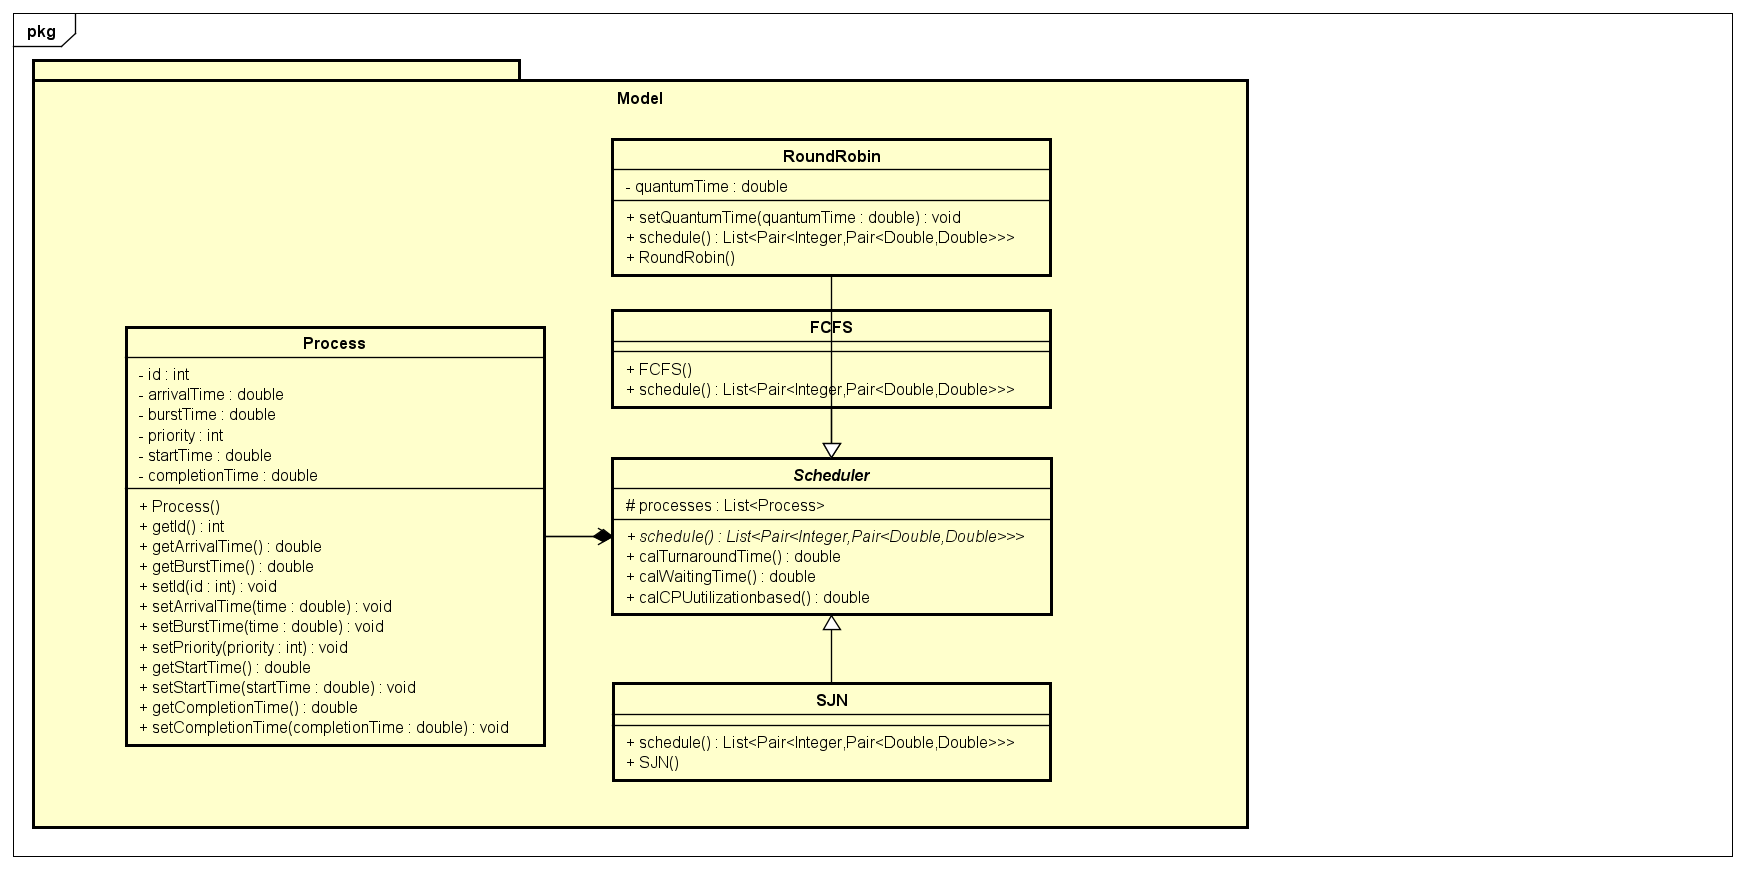 pkg
Model
RoundRobin
- quantumTime : double
+ setQuantumTime(quantumTime : double) : void
+ schedule() : List<Pair<Integer,Pair<Double,Double>>>
+ RoundRobin()
FCFS
+ FCFS()
+ schedule() : List<Pair<Integer,Pair<Double,Double>>>
Process
- id : int
- arrivalTime : double
- burstTime : double
- priority : int
- startTime : double
- completionTime : double
+ Process()
+ getId() : int
+ getArrivalTime() : double
+ getBurstTime() : double
+ setId(id : int) : void
+ setArrivalTime(time : double) : void
+ setBurstTime(time : double) : void
+ setPriority(priority : int) : void
+ getStartTime() : double
+ setStartTime(startTime : double) : void
+ getCompletionTime() : double
+ setCompletionTime(completionTime : double) : void
Scheduler
# processes : List<Process>
+ schedule() : List<Pair<Integer,Pair<Double,Double>>>
+ calTurnaroundTime() : double
+ calWaitingTime() : double
+ calCPUutilizationbased() : double
SJN
+ schedule() : List<Pair<Integer,Pair<Double,Double>>>
+ SJN()